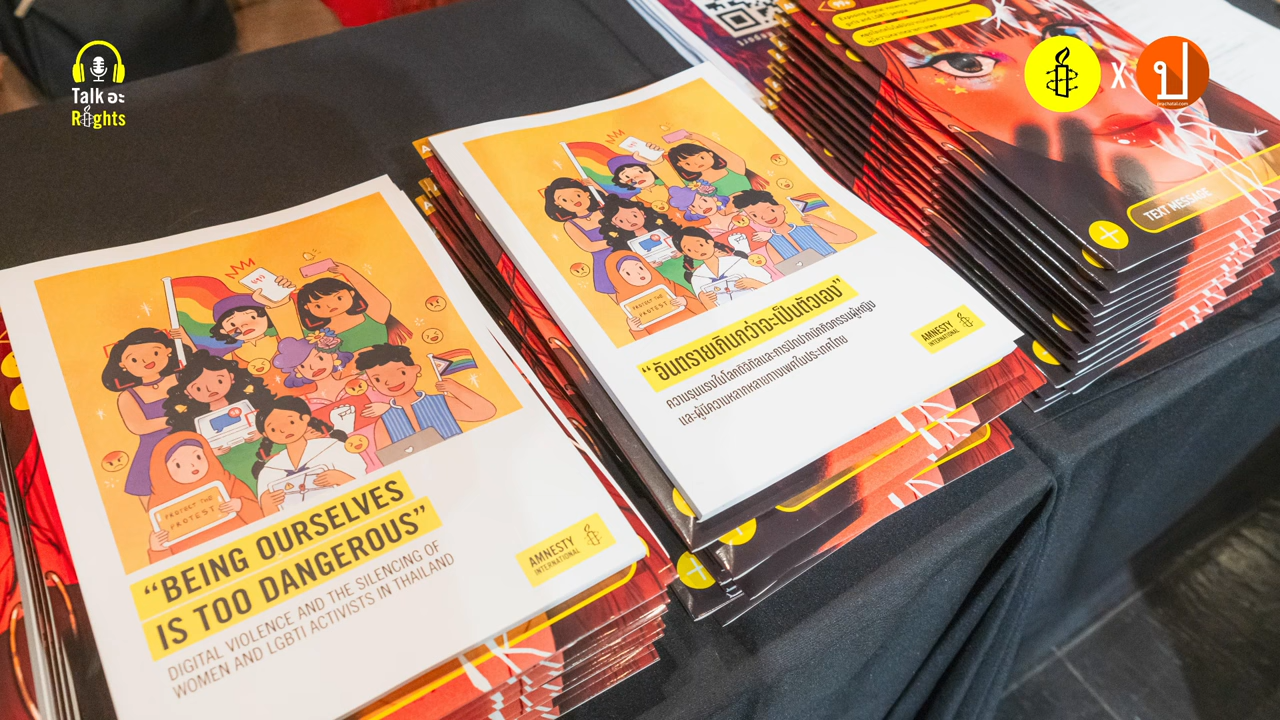 Talk อะ
Rights
X
prachatai.com
TEXT MESSAGE
PROTECT THE
PROTEST
“BEING OURSELVES
IS TOO DANGEROUS”
DIGITAL VIOLENCE AND THE SILENCING OF
WOMEN AND LGBTI ACTIVISTS IN THAILAND
AMNESTY
INTERNATIONAL
PROTECT THE
PROTEST
“อันตรายเกินกว่าจะเป็นตัวเอง”
ความรุนแรงในโลกดิจิทัลและการปิดปากนักกิจกรรมผู้หญิง
และผู้มีความหลากหลายทางเพศในประเทศไทย
AMNESTY
INTERNATIONAL